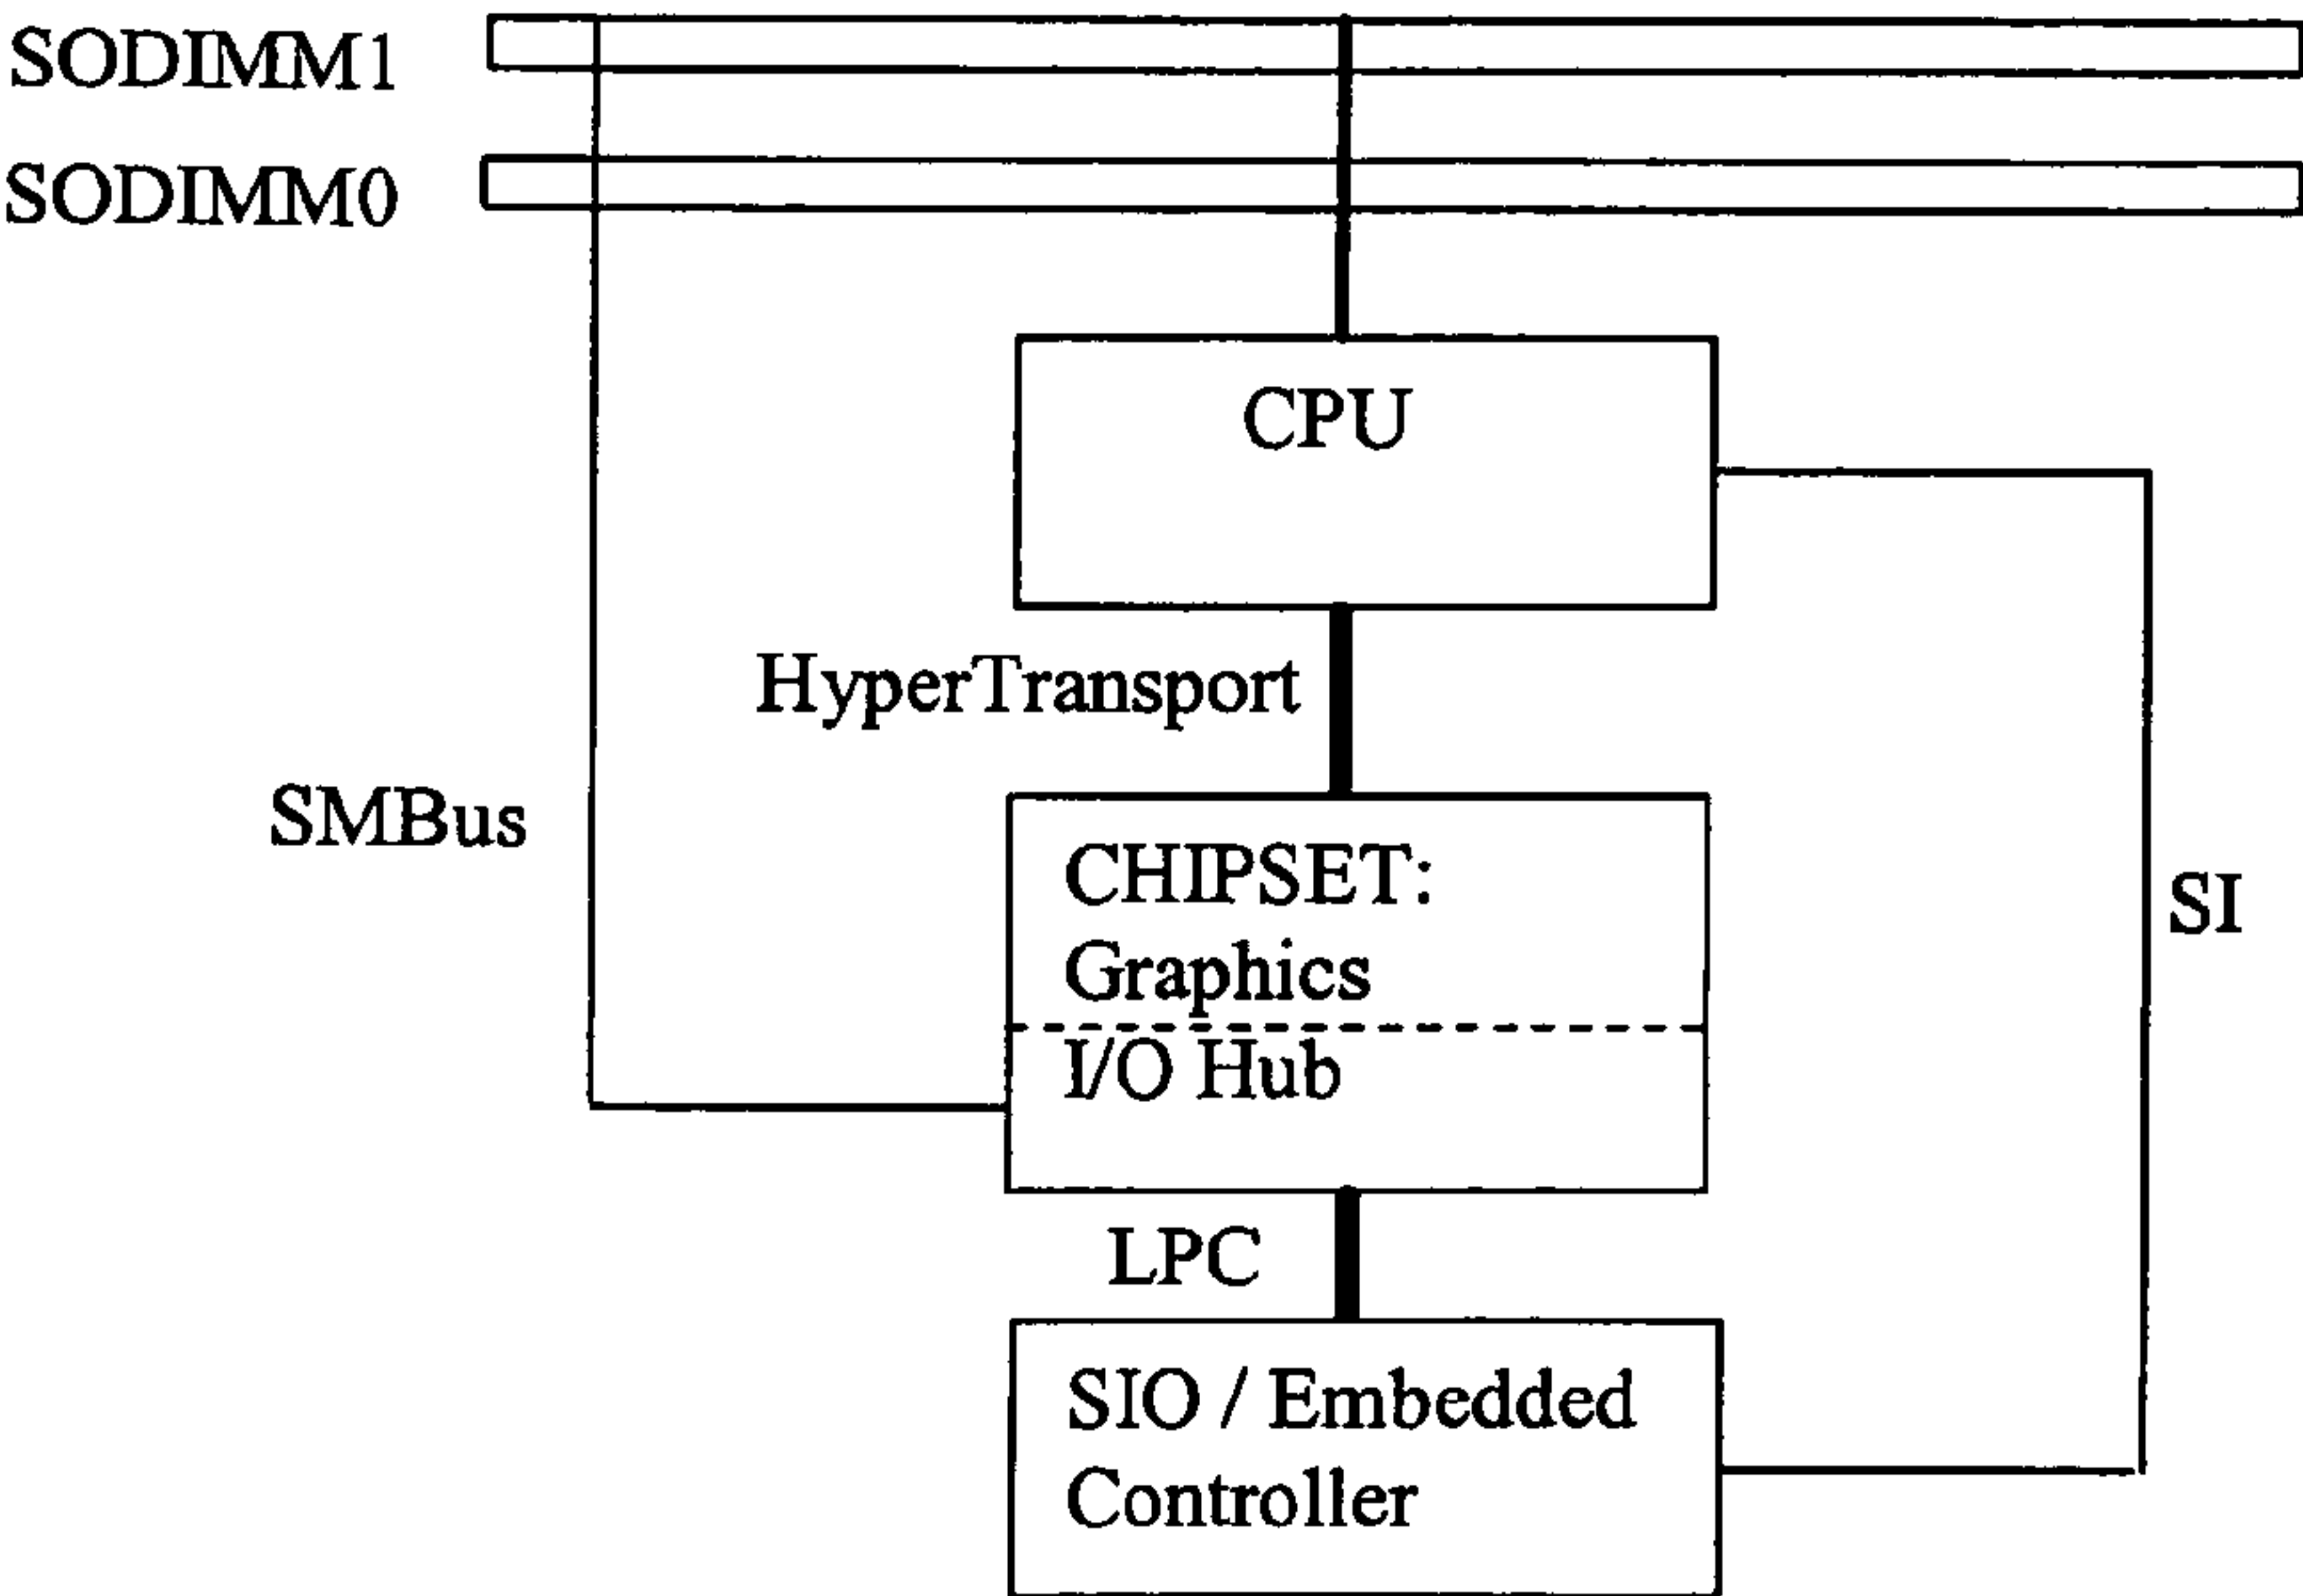 SODIMM1
SODIMM0
CPU
HyperTransport
SMBus
CHIPSET:
Graphics
I/O Hub
SI
LPC
SIO / Embedded
Controller